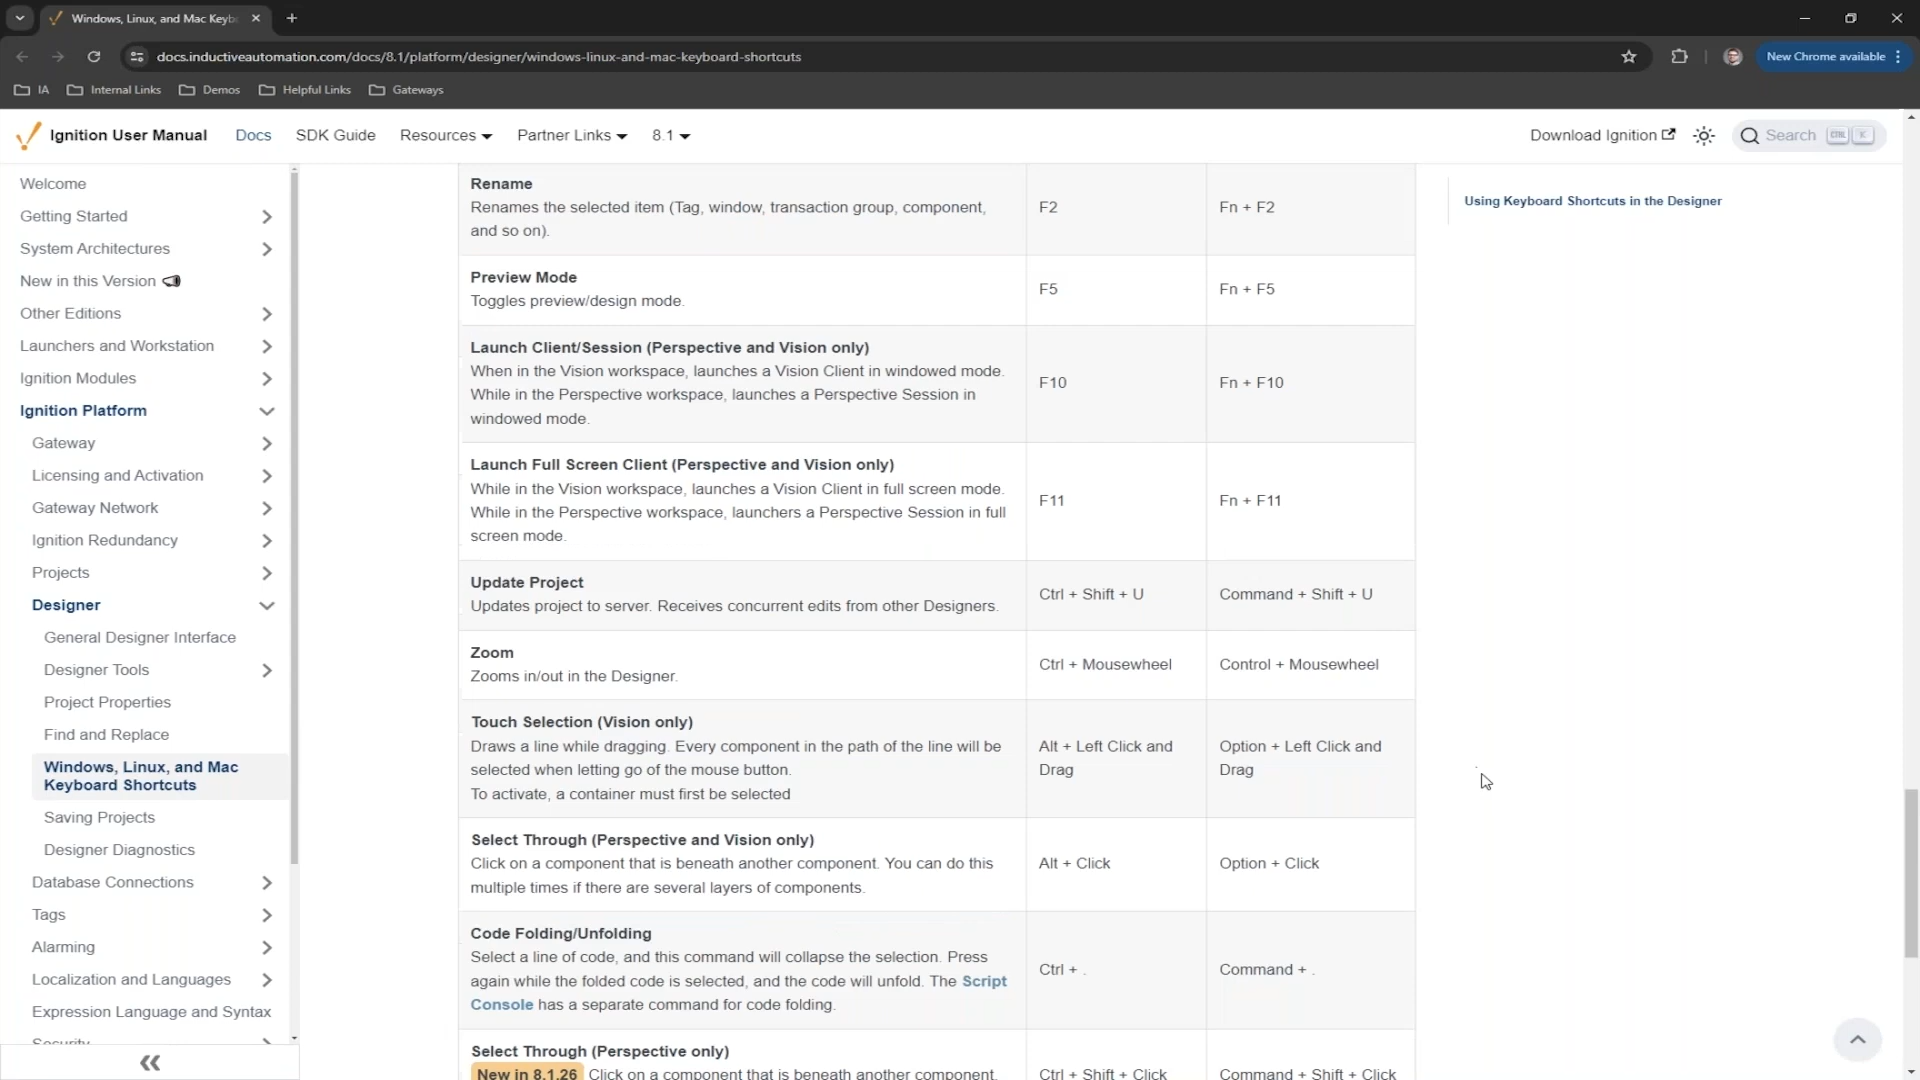 Windows, Linux, and Mac Keyb
docs.inductiveautomation.com/docs/8.1/platform/designer/windows-linux-and-mac-keyboard-shortcuts
New Chrome available
IA
Internal Links
Demos
Helpful Links
Gateways
Ignition User Manual
Docs
SDK Guide
Resources
Partner Links
8.1
Download Ignition
Search
CTRL
K
Welcome
Getting Started
System Architectures
New in this Version
Other Editions
Launchers and Workstation
Ignition Modules
Ignition Platform
Gateway
Licensing and Activation
Gateway Network
Ignition Redundancy
Projects
Designer
General Designer Interface
Designer Tools
Project Properties
Find and Replace
Windows, Linux, and Mac
Keyboard Shortcuts
Saving Projects
Designer Diagnostics
Database Connections
Tags
Alarming
Localization and Languages
Expression Language and Syntax
Security
Rename
Renames the selected item (Tag, window, transaction group, component,
and so on).
F2
Fn + F2
Preview Mode
Toggles preview/design mode.
F5
Fn + F5
Launch Client/Session (Perspective and Vision only)
When in the Vision workspace, launches a Vision Client in windowed mode.
While in the Perspective workspace, launches a Perspective Session in
windowed mode.
F10
Fn + F10
Launch Full Screen Client (Perspective and Vision only)
While in the Vision workspace, launches a Vision Client in full screen mode.
While in the Perspective workspace, launchers a Perspective Session in full
screen mode.
F11
Fn + F11
Update Project
Updates project to server. Receives concurrent edits from other Designers.
Ctrl + Shift + U
Command + Shift + U
Zoom
Zooms in/out in the Designer.
Ctrl + Mousewheel
Control + Mousewheel
Touch Selection (Vision only)
Draws a line while dragging. Every component in the path of the line will be
selected when letting go of the mouse button.
To activate, a container must first be selected
Alt + Left Click and
Drag
Option + Left Click and
Drag
Select Through (Perspective and Vision only)
Click on a component that is beneath another component. You can do this
multiple times if there are several layers of components.
Alt + Click
Option + Click
Code Folding/Unfolding
Select a line of code, and this command will collapse the selection. Press
again while the folded code is selected, and the code will unfold. The Script
Console has a separate command for code folding.
Ctrl + .
Command + .
Select Through (Perspective only)
New in 8.1.26 Click on a component that is beneath another component.
Ctrl + Shift + Click
Command + Shift + Click
Using Keyboard Shortcuts in the Designer